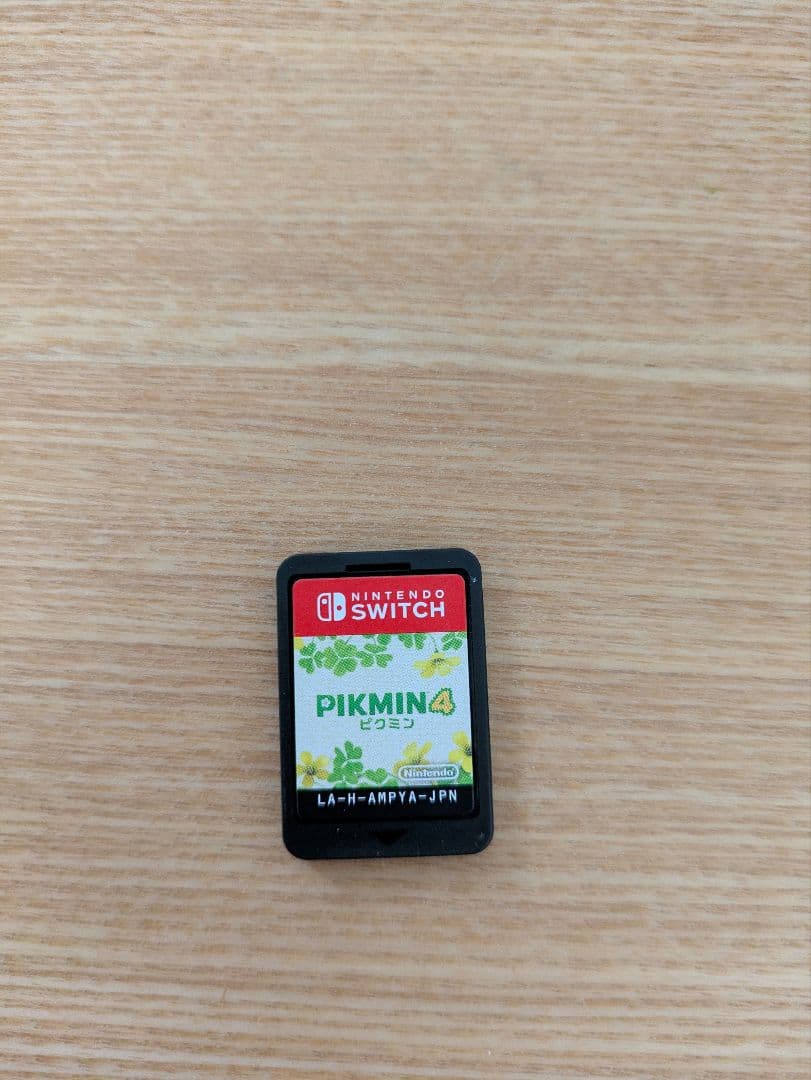 NINTENDO
SWITCH
PIKMIN4
ピクミン
Nintendo
LA-H-AMPYA-JPN